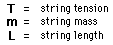 T = string tension
m = string mass
L = string length